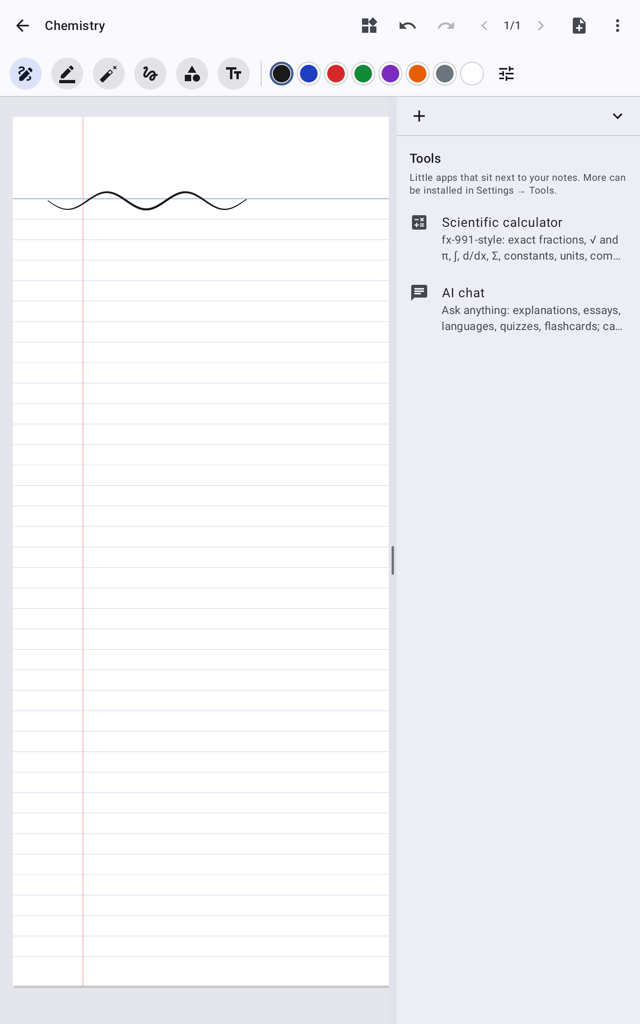 Chemistry
1/1
Tools
Little apps that sit next to your notes. More can
be installed in Settings → Tools.
Scientific calculator
fx-991-style: exact fractions, √ and
π, ∫, d/dx, Σ, constants, units, com…
AI chat
Ask anything: explanations, essays,
languages, quizzes, flashcards; ca…